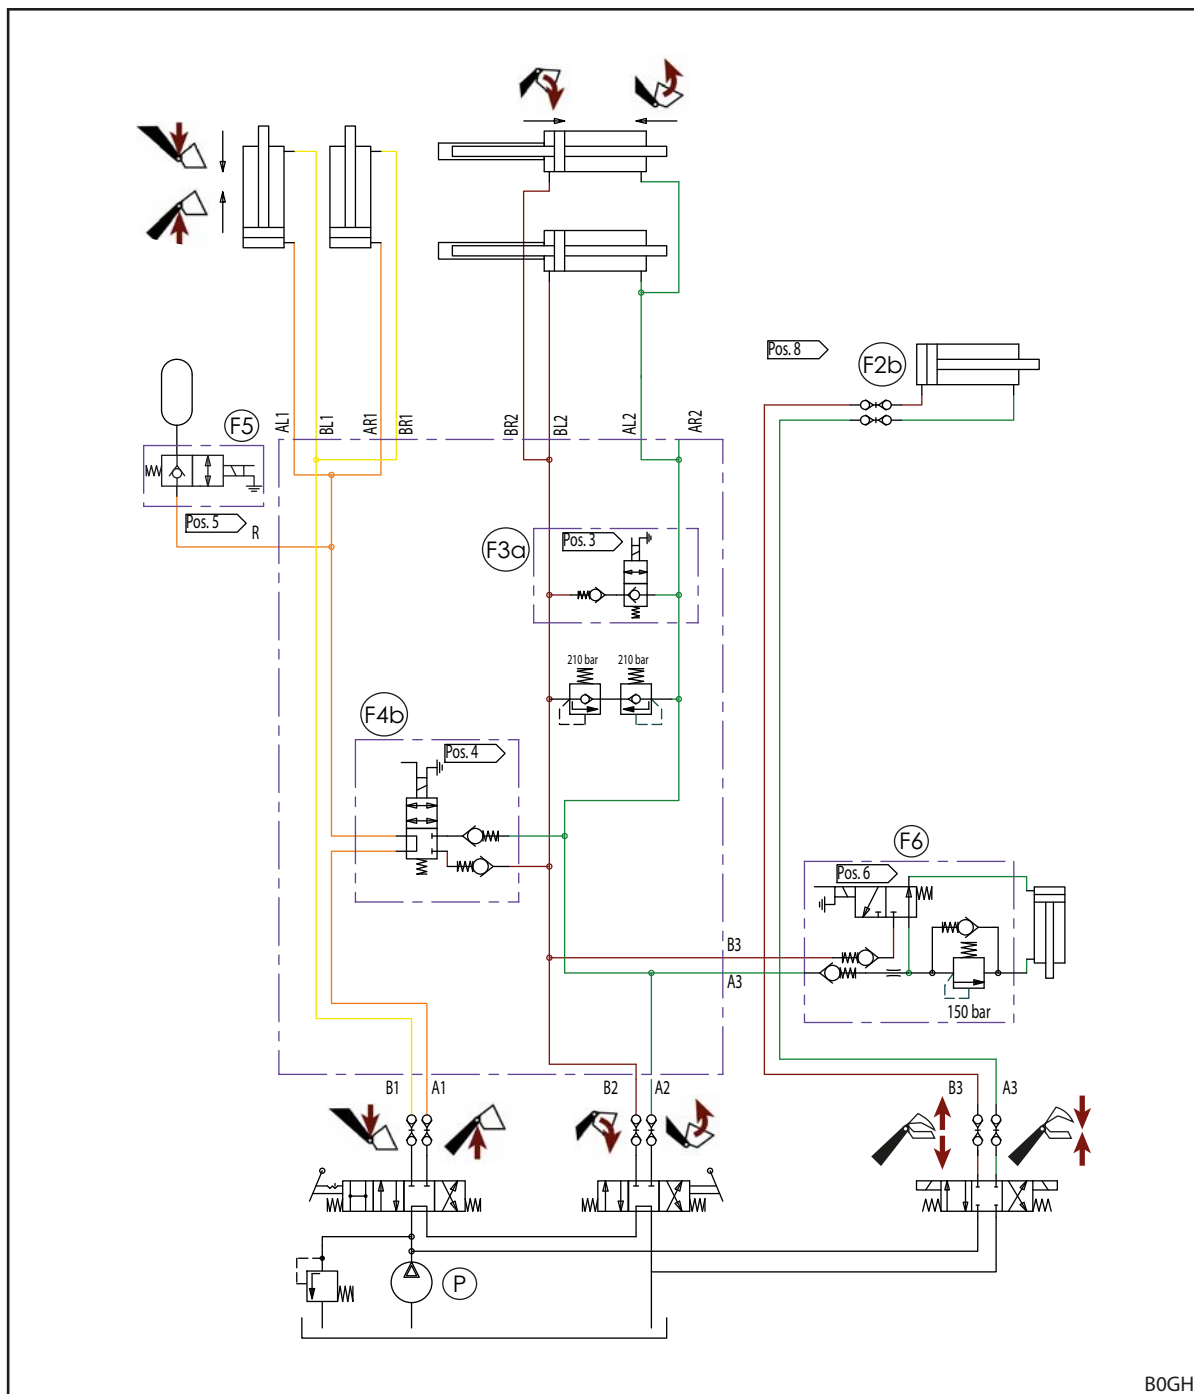 Pos. 8
F2b
AL1
BL1
AR1
BR1
BR2
BL2
AL2
AR2
F5
Pos. 5
R
F3a
Pos. 3
210 bar
210 bar
F4b
Pos. 4
F6
Pos. 6
B3
A3
150 bar
B1
A1
B2
A2
B3
A3
P
B0GH